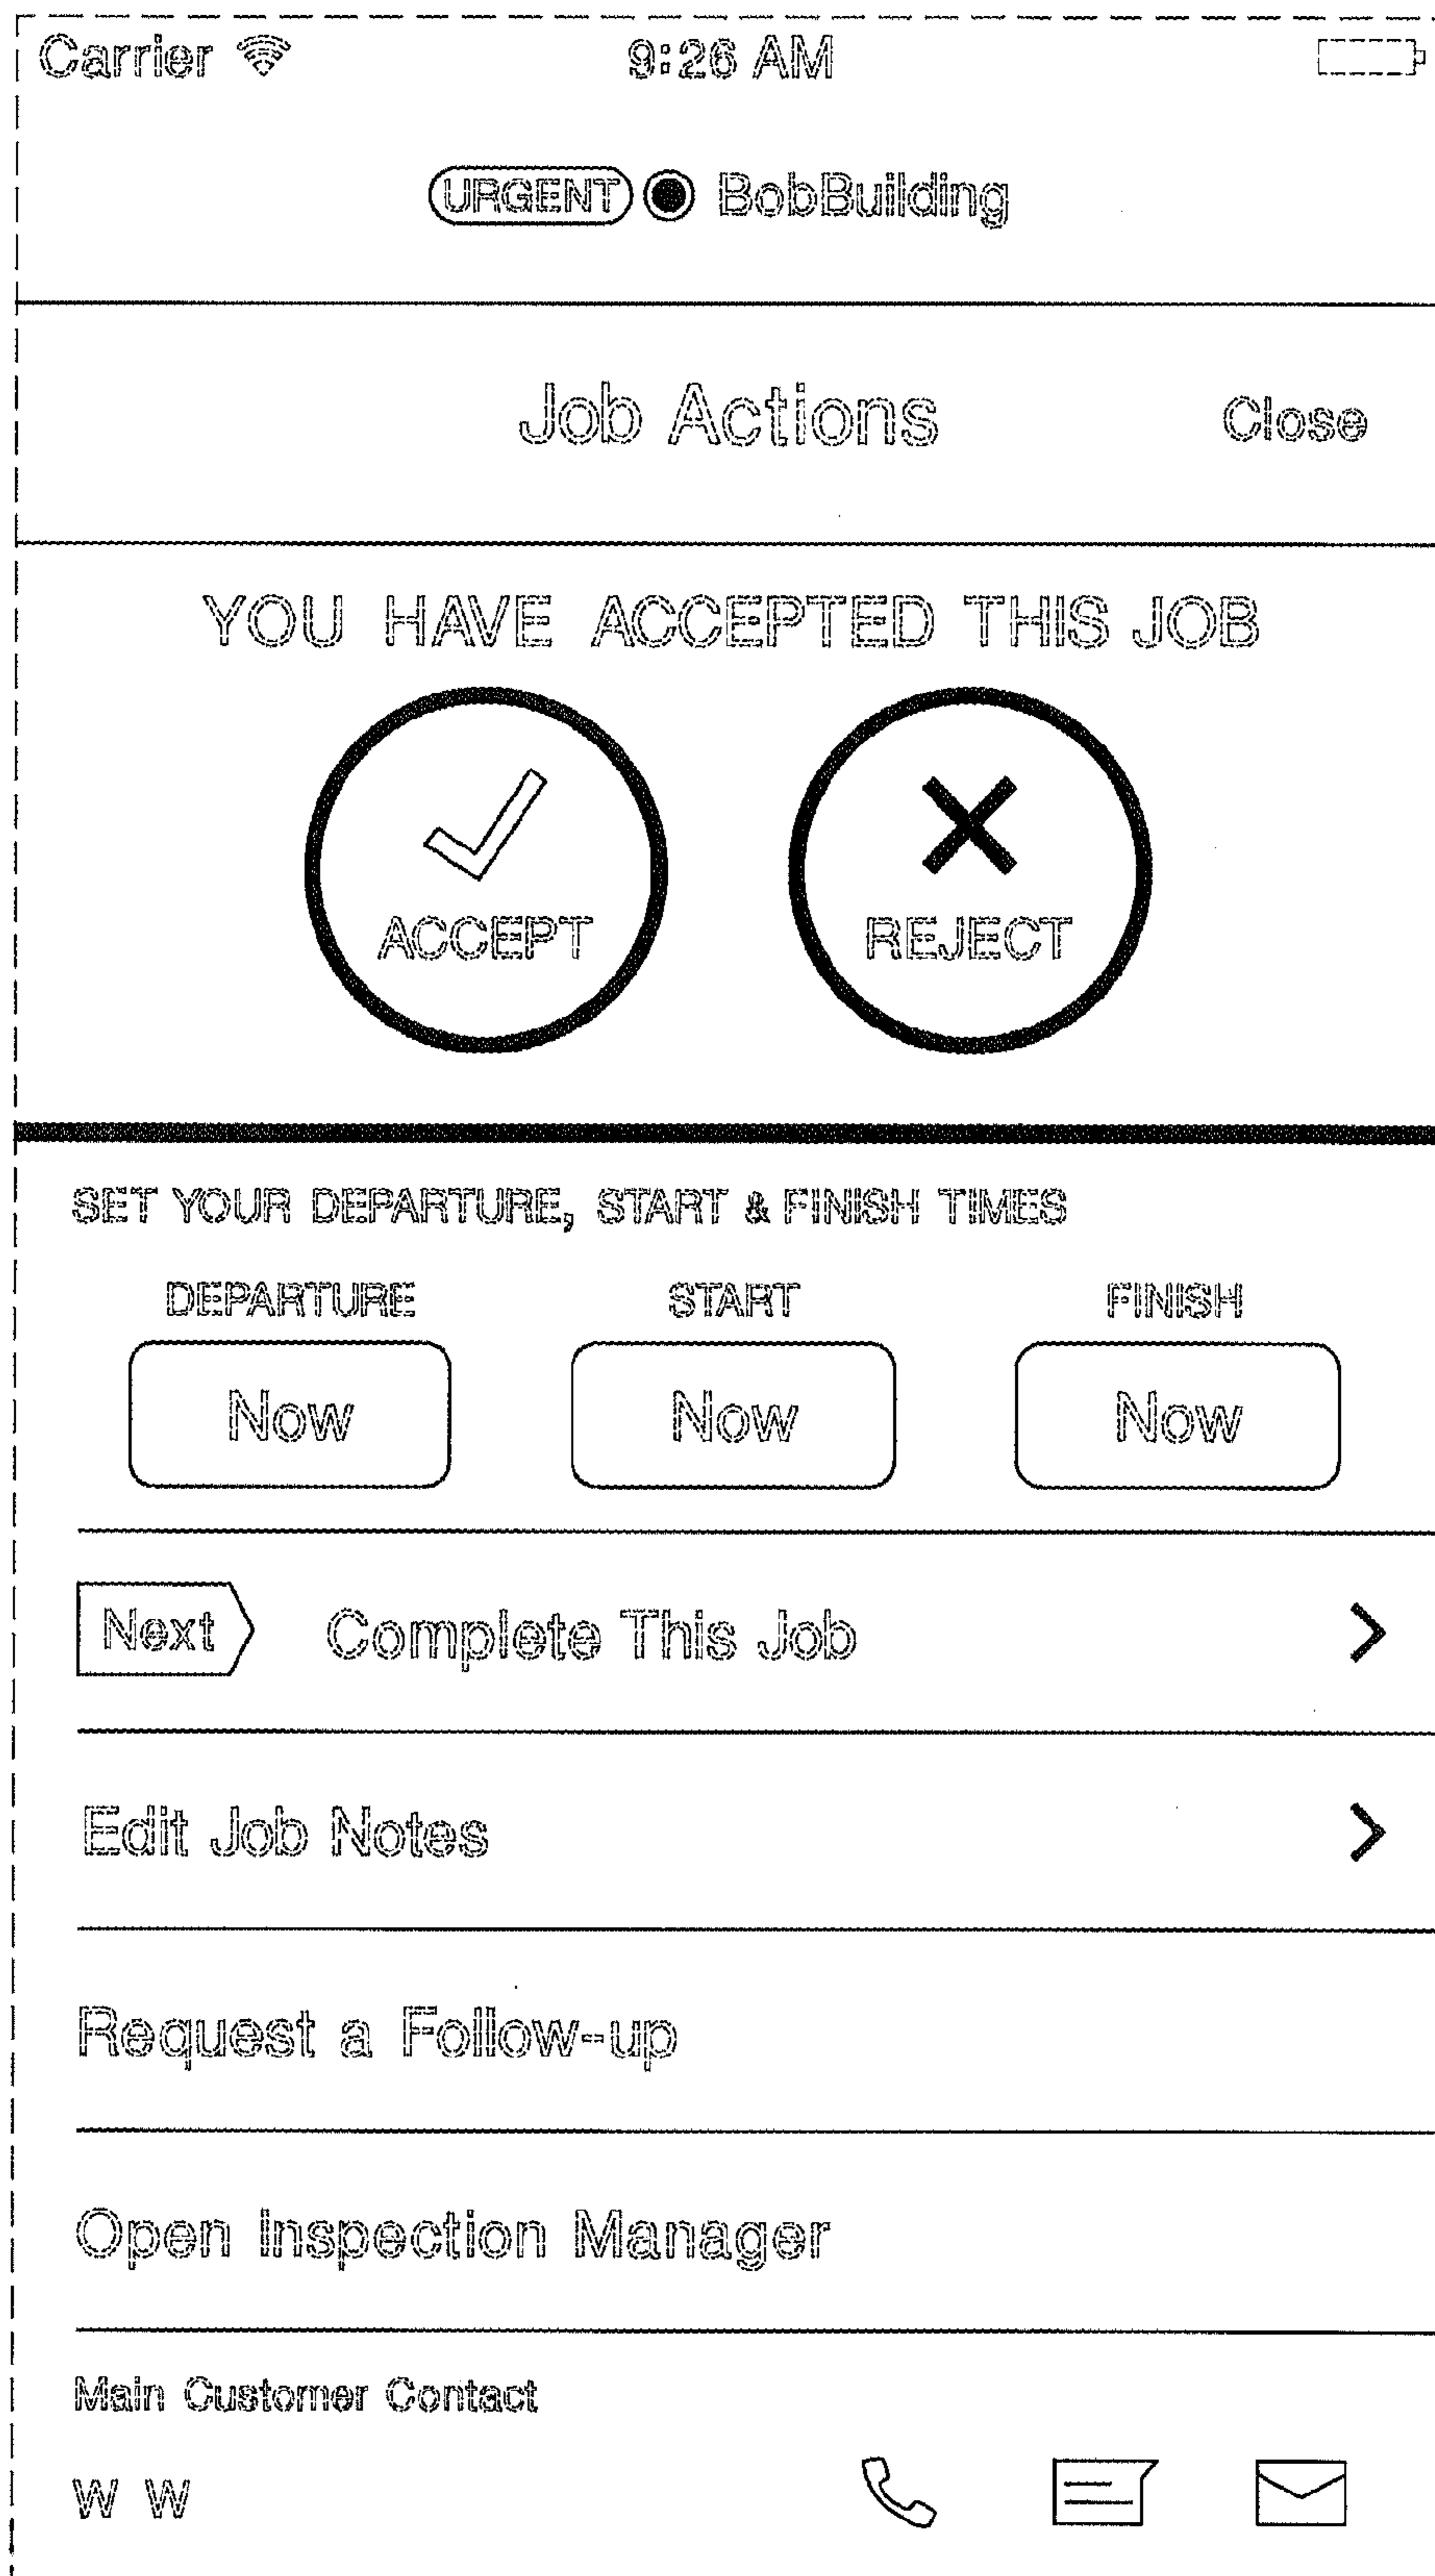 Carrier 9:26 AM
URGENT BobBuilding
Job Actions Close
YOU HAVE ACCEPTED THIS JOB
ACCEPT REJECT
SET YOUR DEPARTURE, START & FINISH TIMES
DEPARTURE START FINISH
Now Now Now
Next Complete This Job
Edit Job Notes
Request a Follow-up
Open Inspection Manager
Main Customer Contact
W W